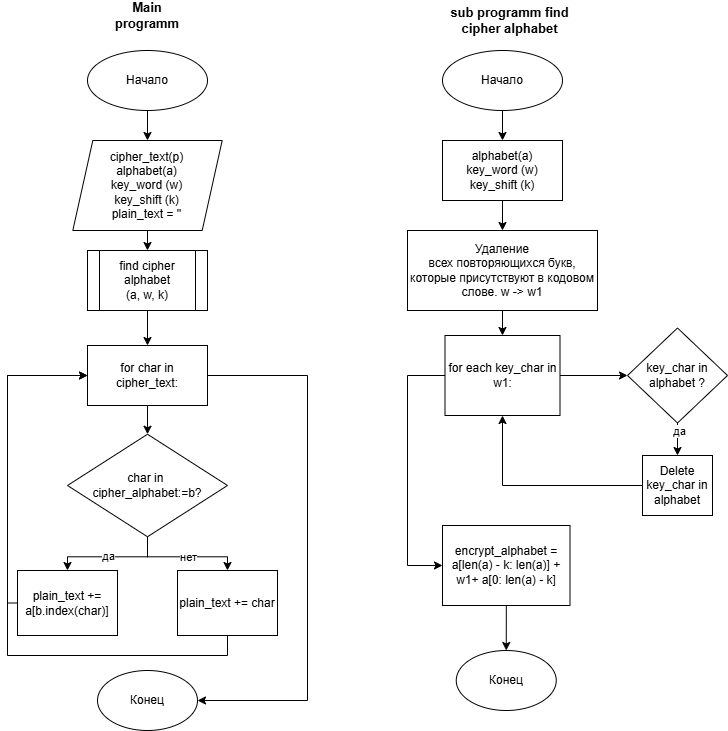 Main
programm
Начало
cipher_text(p)
alphabet(a)
key_word (w)
key_shift (k)
plain_text = "
find cipher
alphabet
(a, w, k)
for char in
cipher_text:
char in
cipher_alphabet:=b?
да
нет
plain_text +=
a[b.index(char)]
plain_text += char
Конец
sub programm find
cipher alphabet
Начало
alphabet(a)
key_word (w)
key_shift (k)
Удаление
всех повторяющихся букв,
которые присутствуют в кодовом
слове. w -> w1
for each key_char in
w1:
key_char in
alphabet ?
да
Delete
key_char in
alphabet
encrypt_alphabet =
a[len(a) - k: len(a)] +
w1+ a[0: len(a) - k]
Конец